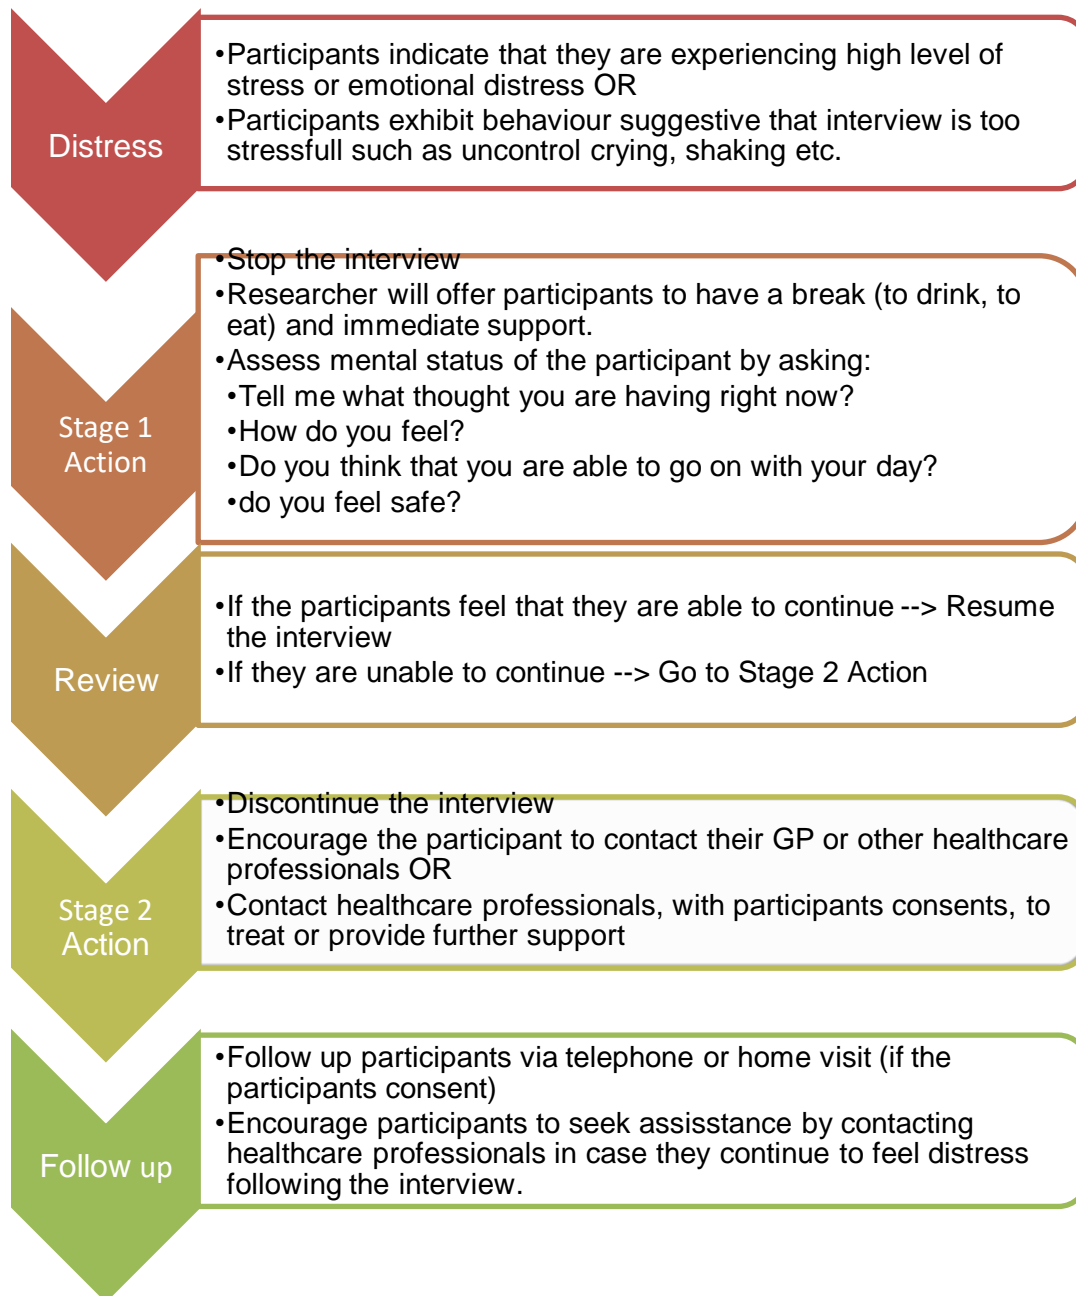 Distress
•Participants indicate that they are experiencing high level of
stress or emotional distress OR
•Participants exhibit behaviour suggestive that interview is too
stressfull such as uncontrol crying, shaking etc.
Stage 1
Action
•Stop the interview
•Researcher will offer participants to have a break (to drink, to
eat) and immediate support.
•Assess mental status of the participant by asking:
•Tell me what thought you are having right now?
•How do you feel?
•Do you think that you are able to go on with your day?
•do you feel safe?
Review
•If the participants feel that they are able to continue --> Resume
the interview
•If they are unable to continue --> Go to Stage 2 Action
Stage 2
Action
•Discontinue the interview
•Encourage the participant to contact their GP or other healthcare
professionals OR
•Contact healthcare professionals, with participants consents, to
treat or provide further support
Follow up
•Follow up participants via telephone or home visit (if the
participants consent)
•Encourage participants to seek assisstance by contacting
healthcare professionals in case they continue to feel distress
following the interview.